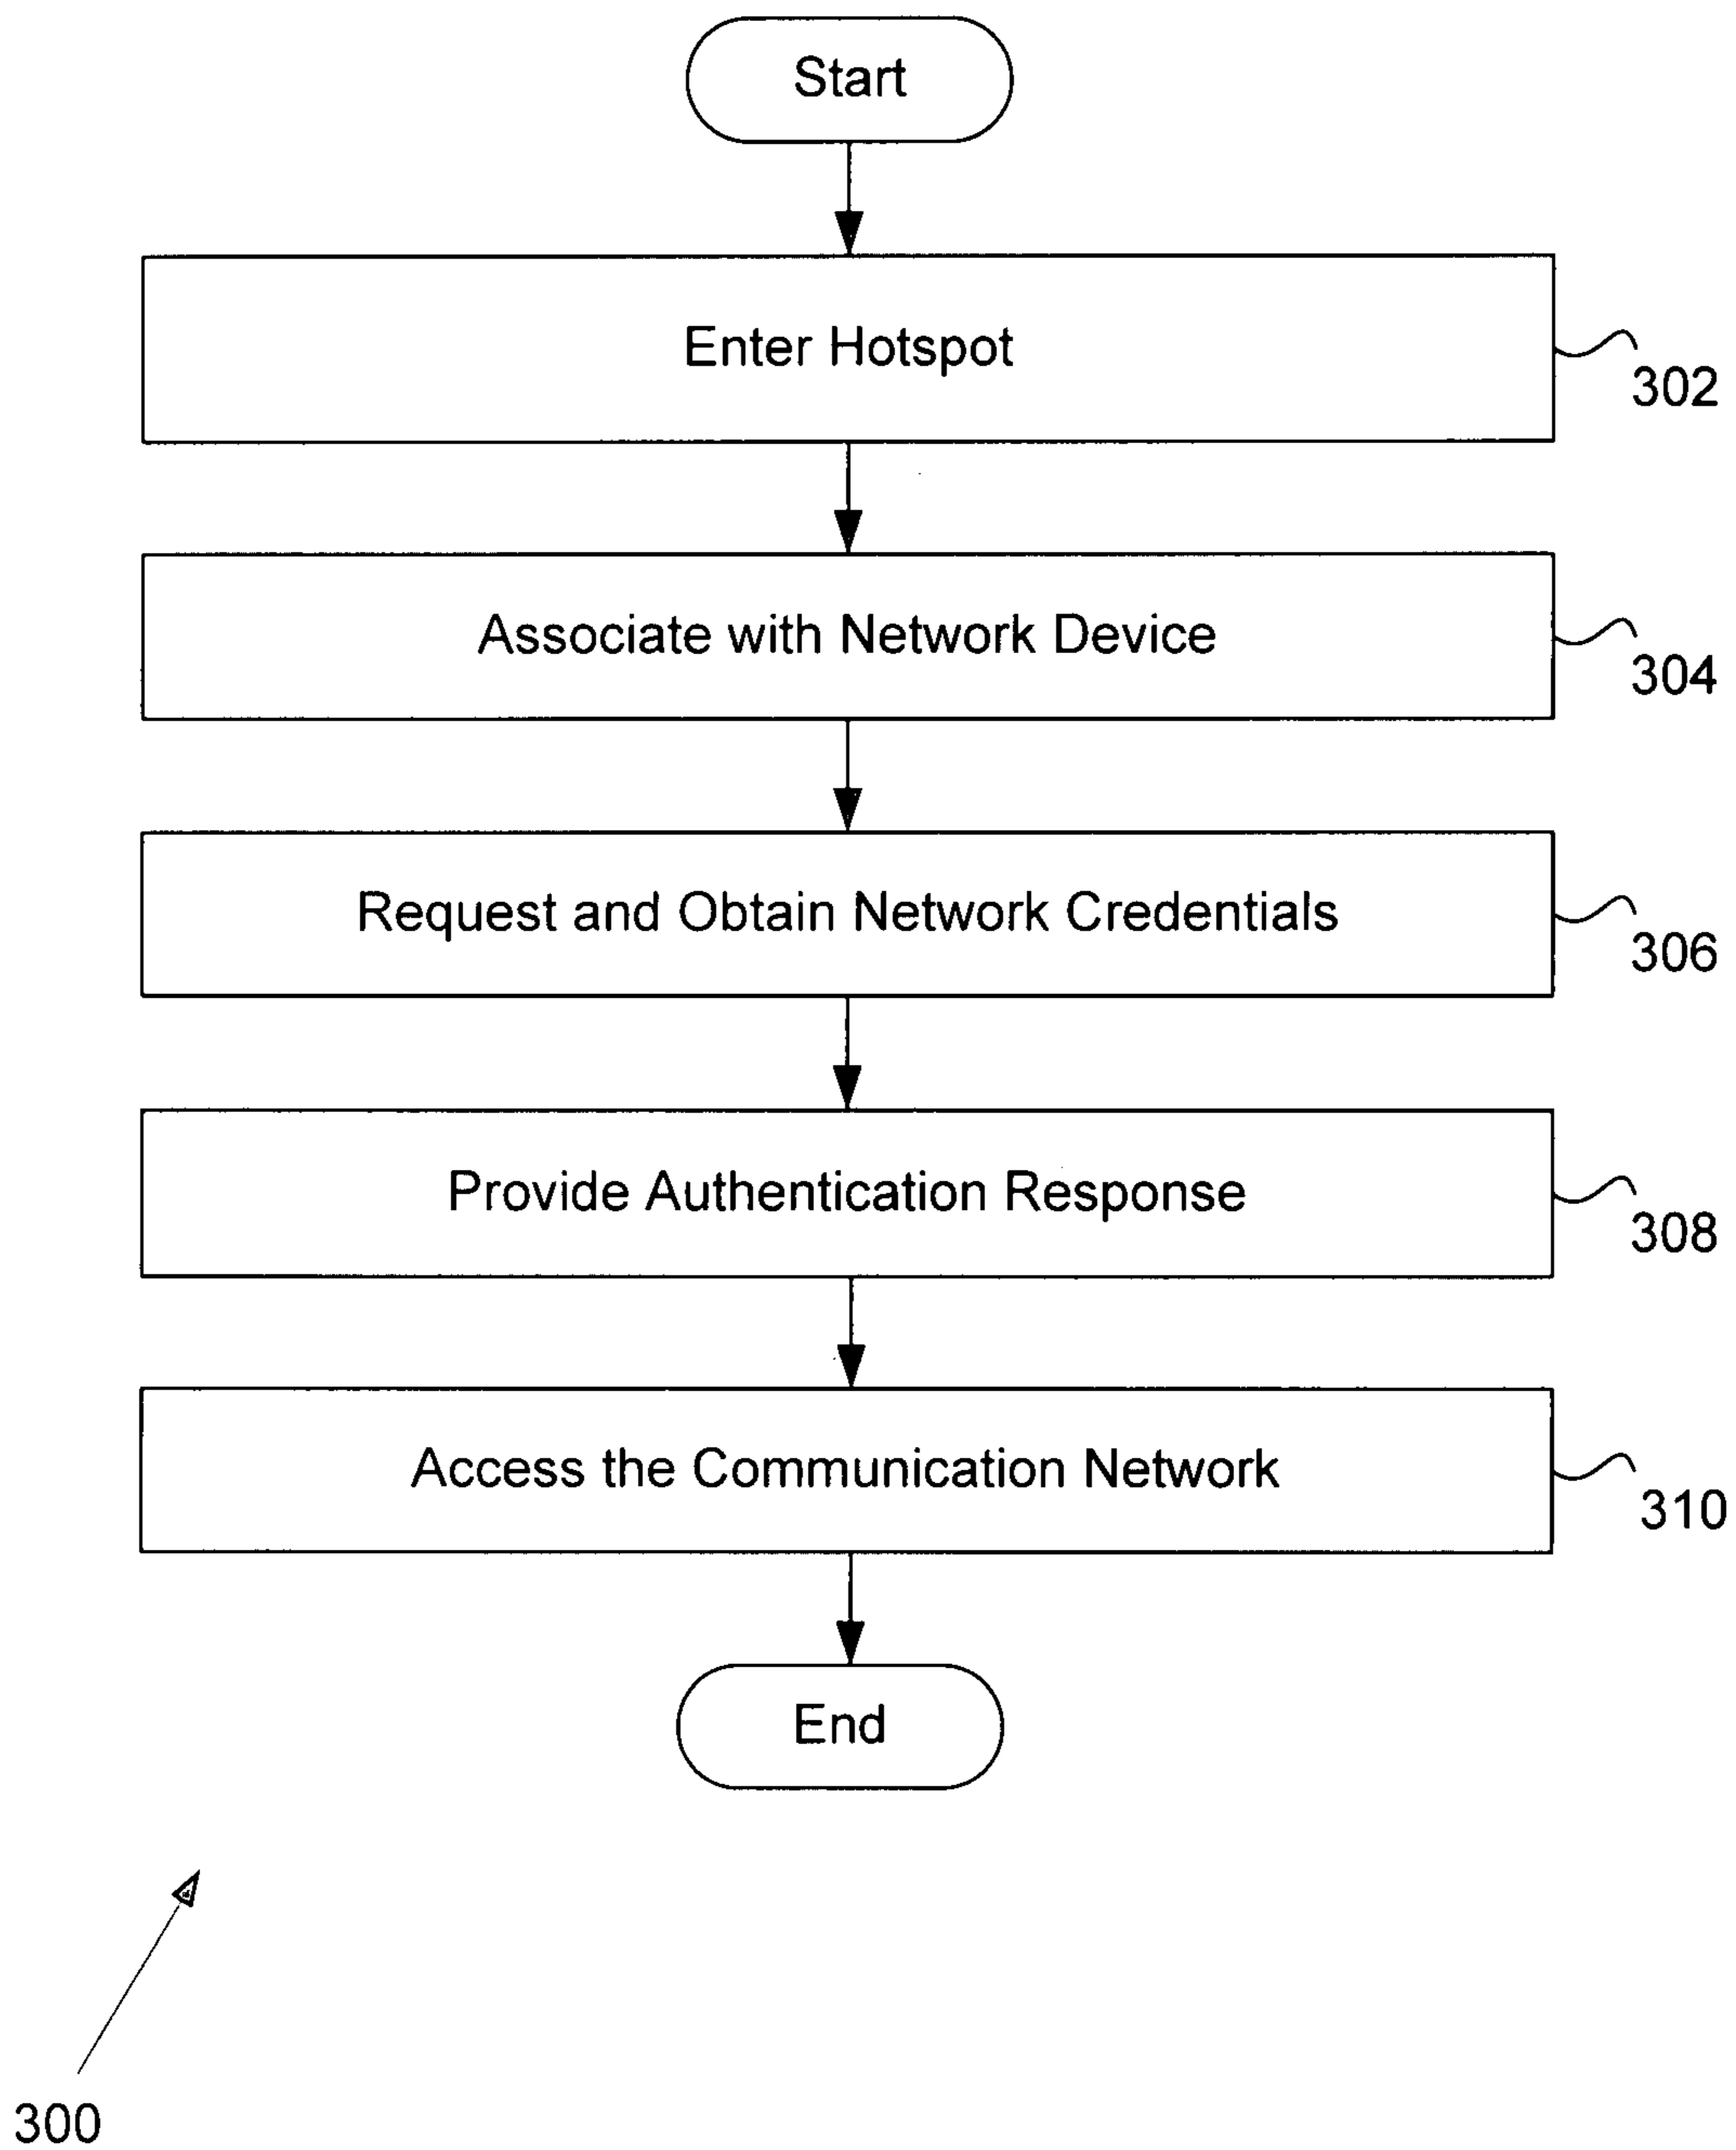 Start
Enter Hotspot
302
Associate with Network Device
304
Request and Obtain Network Credentials
306
Provide Authentication Response
308
Access the Communication Network
310
End
300